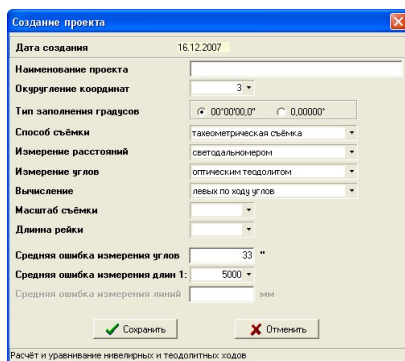 Создание проекта
Дата создания 16.12.2007
Наименование проекта
Окуругление координат 3
Тип заполнения градусов 00°00'00,0" 0,00000°
Способ съёмки тахеометрическая съёмка
Измерение расстояний светодальномером
Измерение углов оптическим теодолитом
Вычисление левых по ходу углов
Масштаб съёмки
Длинна рейки
Средняя ошибка измерения углов 33 "
Средняя ошибка измерения длин 1: 5000
Средняя ошибка измерения линий мм
Сохранить Отменить
Расчёт и уравнивание нивелирных и теодолитных ходов